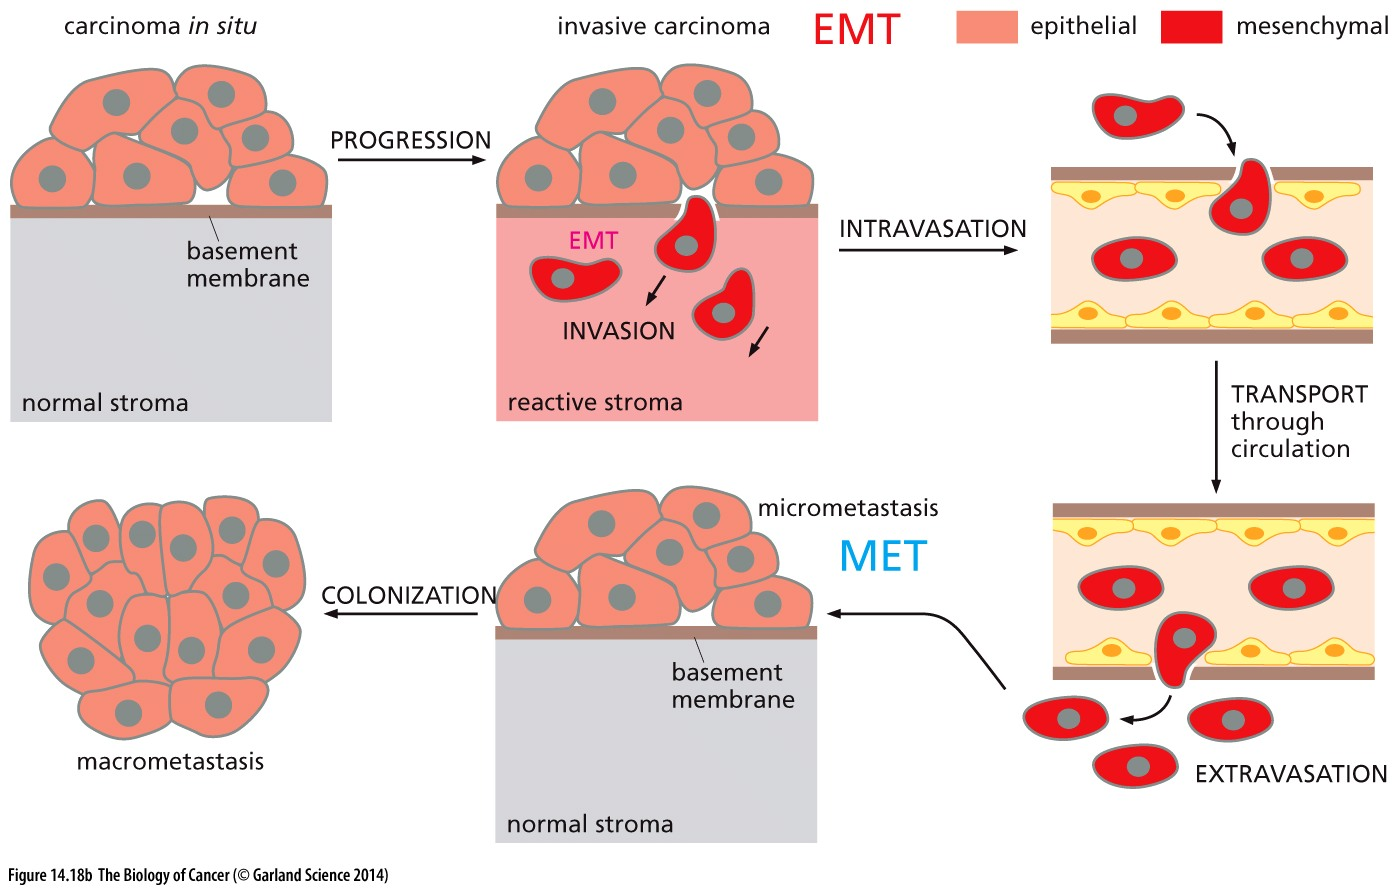 carcinoma in situ
invasive carcinoma
EMT
epithelial
mesenchymal
PROGRESSION
basement
membrane
normal stroma
EMT
INVASION
reactive stroma
INTRAVASATION
TRANSPORT
through
circulation
EXTRAVASATION
micrometastasis
MET
basement
membrane
normal stroma
COLONIZATION
macrometastasis
Figure 14.18b The Biology of Cancer (© Garland Science 2014)